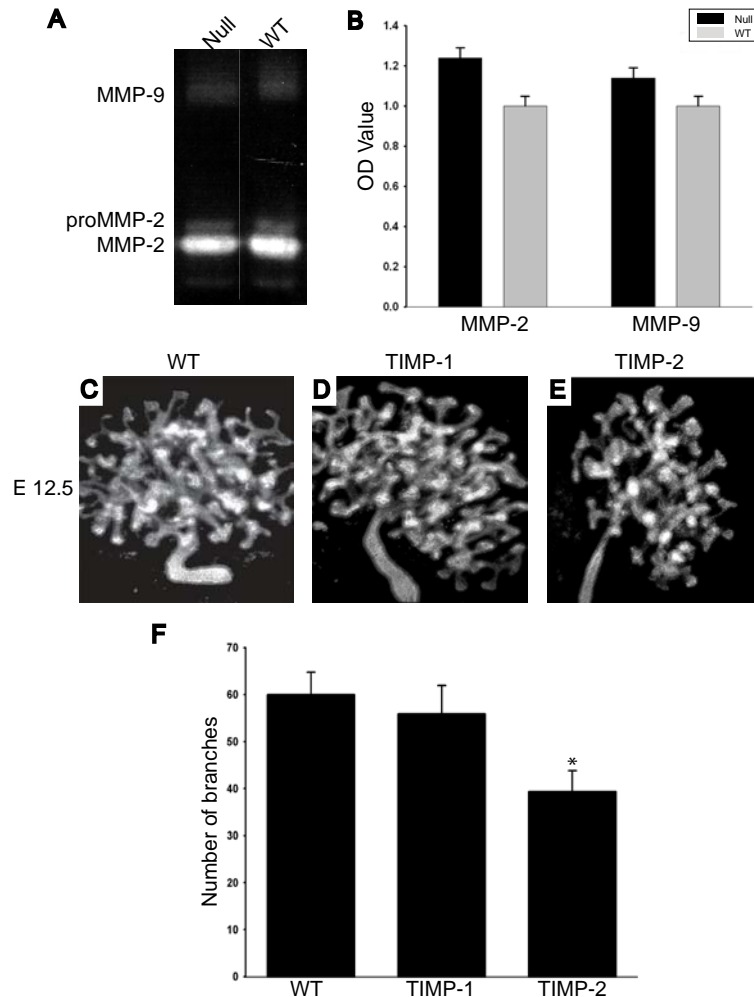 A
Null
WT
MMP-9
proMMP-2
MMP-2
B
Null
WT
OD Value
1.4
1.2
1.0
0.8
0.6
0.4
0.2
0.0
MMP-2
MMP-9
WT
TIMP-1
TIMP-2
C
D
E
E 12.5
F
Number of branches
70
60
50
40
30
20
10
0
*
WT
TIMP-1
TIMP-2